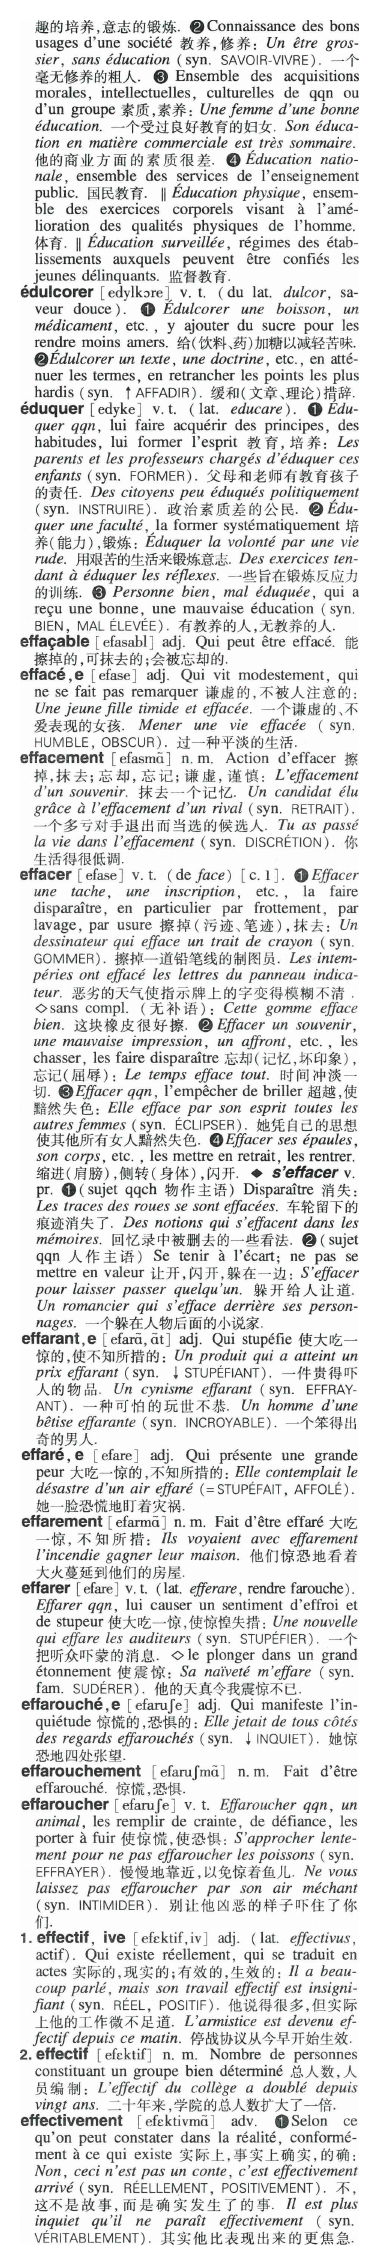 趣的培养,意志的锻炼. ❷ Connaissance des bons
usages d'une société 教养,修养: Un être gros-
sier, sans éducation (syn. SAVOIR-VIVRE). 一个
毫无修养的粗人. ❸ Ensemble des acquisitions
morales, intellectuelles, culturelles de qqn ou
d'un groupe 素质,素养: Une femme d'une bonne
éducation. 一个受过良好教育的妇女. Son éduca-
tion en matière commerciale est très sommaire.
他的商业方面的素质很差. ❹ Éducation natio-
nale, ensemble des services de l'enseignement
public. 国民教育. ‖ Éducation physique, ensem-
ble des exercices corporels visant à l'amé-
lioration des qualités physiques de l'homme.
体育. ‖ Éducation surveillée, régimes des étab-
lissements auxquels peuvent être confiés les
jeunes délinquants. 监督教育.
édulcorer [edylkɔre] v. t. (du lat. dulcor, sa-
veur douce). ❶ Édulcorer une boisson, un
médicament, etc., y ajouter du sucre pour les
rendre moins amers. 给(饮料、药)加糖以减轻苦味.
❷ Édulcorer un texte, une doctrine, etc., en atté-
nuer les termes, en retrancher les points les plus
hardis (syn. ↑ AFFADIR). 缓和(文章、理论)措辞.
éduquer [edyke] v. t. (lat. educare). ❶ Édu-
quer qqn, lui faire acquérir des principes, des
habitudes, lui former l'esprit 教育,培养: Les
parents et les professeurs chargés d'éduquer ces
enfants (syn. FORMER). 父母和老师有教育孩子
的责任. Des citoyens peu éduqués politiquement
(syn. INSTRUIRE). 政治素质差的公民. ❷ Édu-
quer une faculté, la former systématiquement 培
养(能力),锻炼: Éduquer la volonté par une vie
rude. 用艰苦的生活来锻炼意志. Des exercices ten-
dant à éduquer les réflexes. 一些旨在锻炼反应力
的训练. ❸ Personne bien, mal éduquée, qui a
reçu une bonne, une mauvaise éducation (syn.
BIEN, MAL ÉLEVÉE). 有教养的人,无教养的人.
effaçable [efasabl] adj. Qui peut être effacé. 能
擦掉的,可抹去的;会被忘却的.
effacé, e [efase] adj. Qui vit modestement, qui
ne se fait pas remarquer 谦虚的,不被人注意的:
Une jeune fille timide et effacée. 一个谦虚的、不
爱表现的女孩. Mener une vie effacée (syn.
HUMBLE, OBSCUR). 过一种平淡的生活.
effacement [efasmɑ̃] n. m. Action d'effacer 擦
掉,抹去;忘却,忘记;谦虚,谨慎: L'effacement
d'un souvenir. 抹去一个记忆. Un candidat élu
grâce à l'effacement d'un rival (syn. RETRAIT).
一个多亏对手退出而当选的候选人. Tu as passé
la vie dans l'effacement (syn. DISCRÉTION). 你
生活得很低调.
effacer [efase] v. t. (de face) [c. 1]. ❶ Effacer
une tache, une inscription, etc., la faire
disparaître, en particulier par frottement, par
lavage, par usure 擦掉(污迹、笔迹),抹去: Un
dessinateur qui efface un trait de crayon (syn.
GOMMER). 擦掉一道铅笔线的制图员. Les intem-
péries ont effacé les lettres du panneau indica-
teur. 恶劣的天气使指示牌上的字变得模糊不清.
◇ sans compl. (无补语): Cette gomme efface
bien. 这块橡皮很好擦. ❷ Effacer un souvenir,
une mauvaise impression, un affront, etc., les
chasser, les faire disparaître 忘却(记忆,坏印象),
忘记(屈辱): Le temps efface tout. 时间冲淡一
切. ❸ Effacer qqn, l'empêcher de briller 超越,使
黯然失色: Elle efface par son esprit toutes les
autres femmes (syn. ÉCLIPSER). 她凭自己的思想
使其他所有女人黯然失色. ❹ Effacer ses épaules,
son corps, etc., les mettre en retrait, les rentrer.
缩进(肩膀),侧转(身体),闪开. ◆ s'effacer v.
pr. ❶ (sujet qqch 物作主语) Disparaître 消失:
Les traces des roues se sont effacées. 车轮留下的
痕迹消失了. Des notions qui s'effacent dans les
mémoires. 回忆录中被删去的一些看法. ❷ (sujet
qqn 人作主语) Se tenir à l'écart; ne pas se
mettre en valeur 让开,闪开,躲在一边: S'effacer
pour laisser passer quelqu'un. 躲开给人让道.
Un romancier qui s'efface derrière ses person-
nages. 一个躲在人物后面的小说家.
effarant, e [efarɑ̃, ɑ̃t] adj. Qui stupéfie 使大吃一
惊的,使不知所措的: Un produit qui a atteint un
prix effarant (syn. ↓ STUPÉFIANT). 一件贵得吓
人的物品. Un cynisme effarant (syn. EFFRAY-
ANT). 一种可怕的玩世不恭. Un homme d'une
bêtise effarante (syn. INCROYABLE). 一个笨得出
奇的男人.
effaré, e [efare] adj. Qui présente une grande
peur 大吃一惊的,不知所措的: Elle contemplait le
désastre d'un air effaré (= STUPÉFAIT, AFFOLÉ).
她一脸恐慌地盯着灾祸.
effarement [efarmɑ̃] n. m. Fait d'être effaré 大吃
一惊,不知所措: Ils voyaient avec effarement
l'incendie gagner leur maison. 他们惊恐地看着
大火蔓延到他们的房屋.
effarer [efare] v. t. (lat. efferare, rendre farouche).
Effarer qqn, lui causer un sentiment d'effroi et
de stupeur 使大吃一惊,使惊惶失措: Une nouvelle
qui effare les auditeurs (syn. STUPÉFIER). 一个
把听众吓蒙的消息. ◇ le plonger dans un grand
étonnement 使震惊: Sa naïveté m'effare (syn.
fam. SUDÉRER). 他的天真令我震惊不已.
effarouché, e [efaruʃe] adj. Qui manifeste l'in-
quiétude 惊慌的,恐惧的: Elle jetait de tous côtés
des regards effarouchés (syn. ↓ INQUIET). 她惊
恐地四处张望.
effarouchement [efaruʃmɑ̃] n. m. Fait d'être
effarouché. 惊慌,恐惧.
effaroucher [efaruʃe] v. t. Effaroucher qqn, un
animal, les remplir de crainte, de défiance, les
porter à fuir 使惊慌,使恐惧: S'approcher lente-
ment pour ne pas effaroucher les poissons (syn.
EFFRAYER). 慢慢地靠近,以免惊着鱼儿. Ne vous
laissez pas effaroucher par son air méchant
(syn. INTIMIDER). 别让他凶恶的样子吓住了你
们.
1. effectif, ive [efɛktif, iv] adj. (lat. effectivus,
actif). Qui existe réellement, qui se traduit en
actes 实际的,现实的;有效的,生效的: Il a beau-
coup parlé, mais son travail effectif est insigni-
fiant (syn. RÉEL, POSITIF). 他说得很多,但实际
上他的工作微不足道. L'armistice est devenu ef-
fectif depuis ce matin. 停战协议从今早开始生效.
2. effectif [efɛktif] n. m. Nombre de personnes
constituant un groupe bien déterminé 总人数,人
员编制: L'effectif du collège a doublé depuis
vingt ans. 二十年来,学院的总人数扩大了一倍.
effectivement [efɛktivmɑ̃] adv. ❶ Selon ce
qu'on peut constater dans la réalité, conformé-
ment à ce qui existe 实际上,事实上确实,的确:
Non, ceci n'est pas un conte, c'est effectivement
arrivé (syn. RÉELLEMENT, POSITIVEMENT). 不,
这不是故事,而是确实发生了的事. Il est plus
inquiet qu'il ne paraît effectivement (syn.
VÉRITABLEMENT). 其实他比表现出来的更焦急.